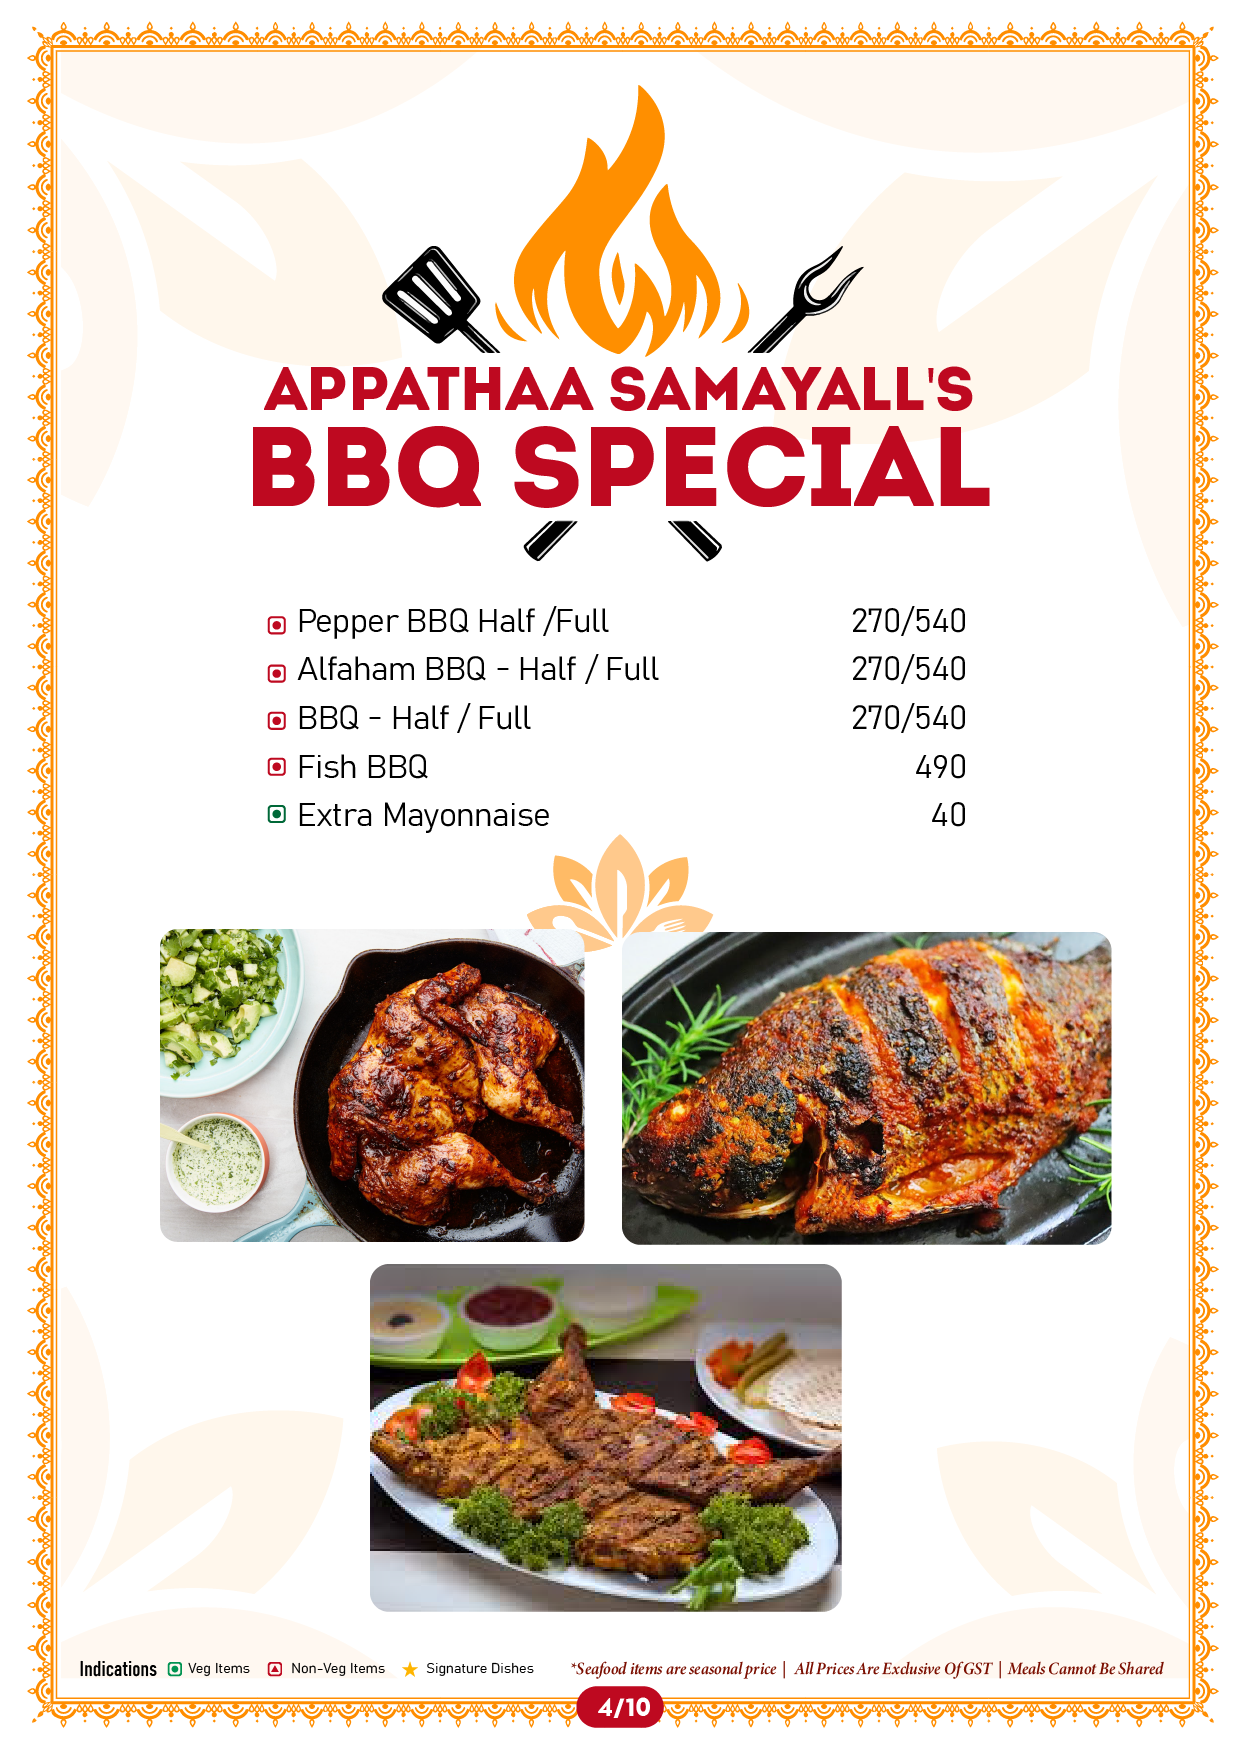 APPATHAA SAMAYALL'S
BBQ SPECIAL
Pepper BBQ Half /Full 270/540
Alfaham BBQ - Half / Full 270/540
BBQ - Half / Full 270/540
Fish BBQ 490
Extra Mayonnaise 40
Indications Veg Items Non-Veg Items Signature Dishes *Seafood items are seasonal price | All Prices Are Exclusive Of GST | Meals Cannot Be Shared
4/10